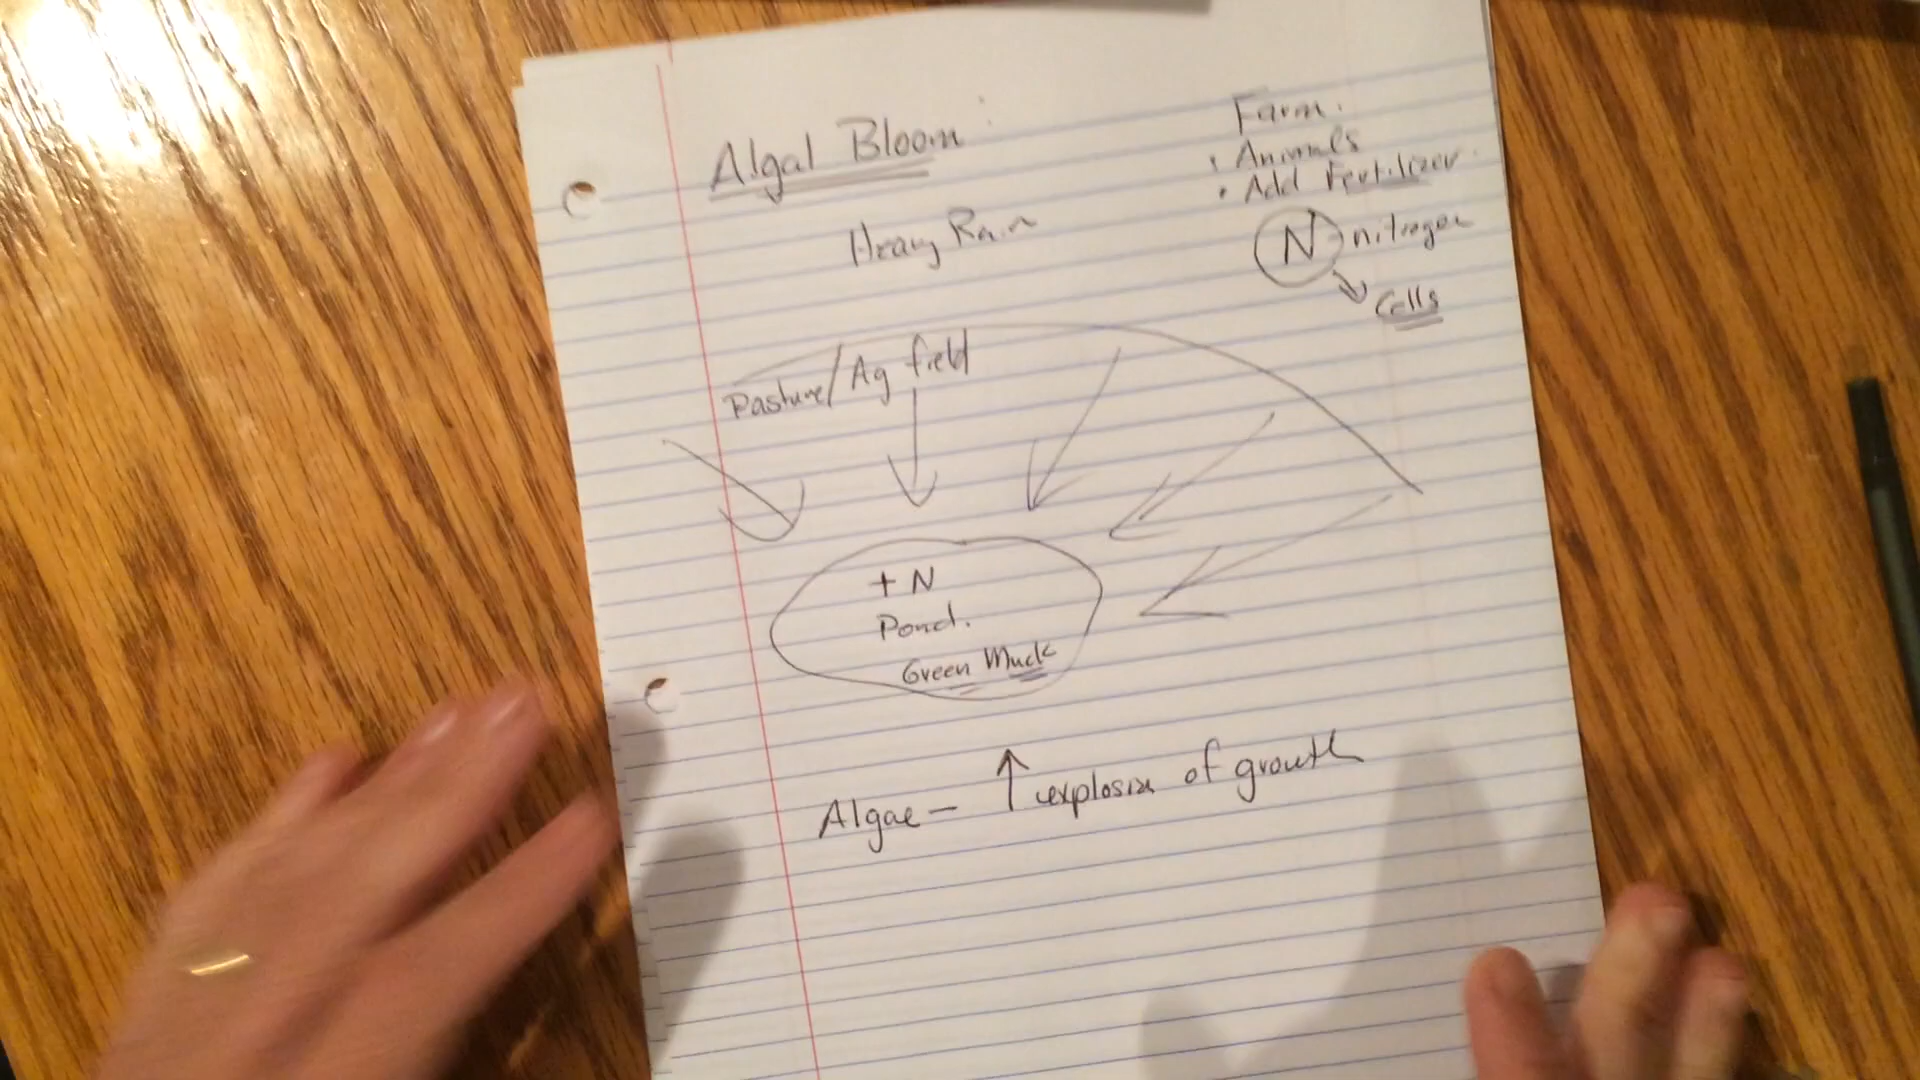 Algal Bloom:
Farm:
• Animals
• Add Fertilizer
N - nitrogen
Cells
Heavy Rain
Pasture/Ag field
+ N
Pond.
Green Muck
Algae - ↑ explosion of growth